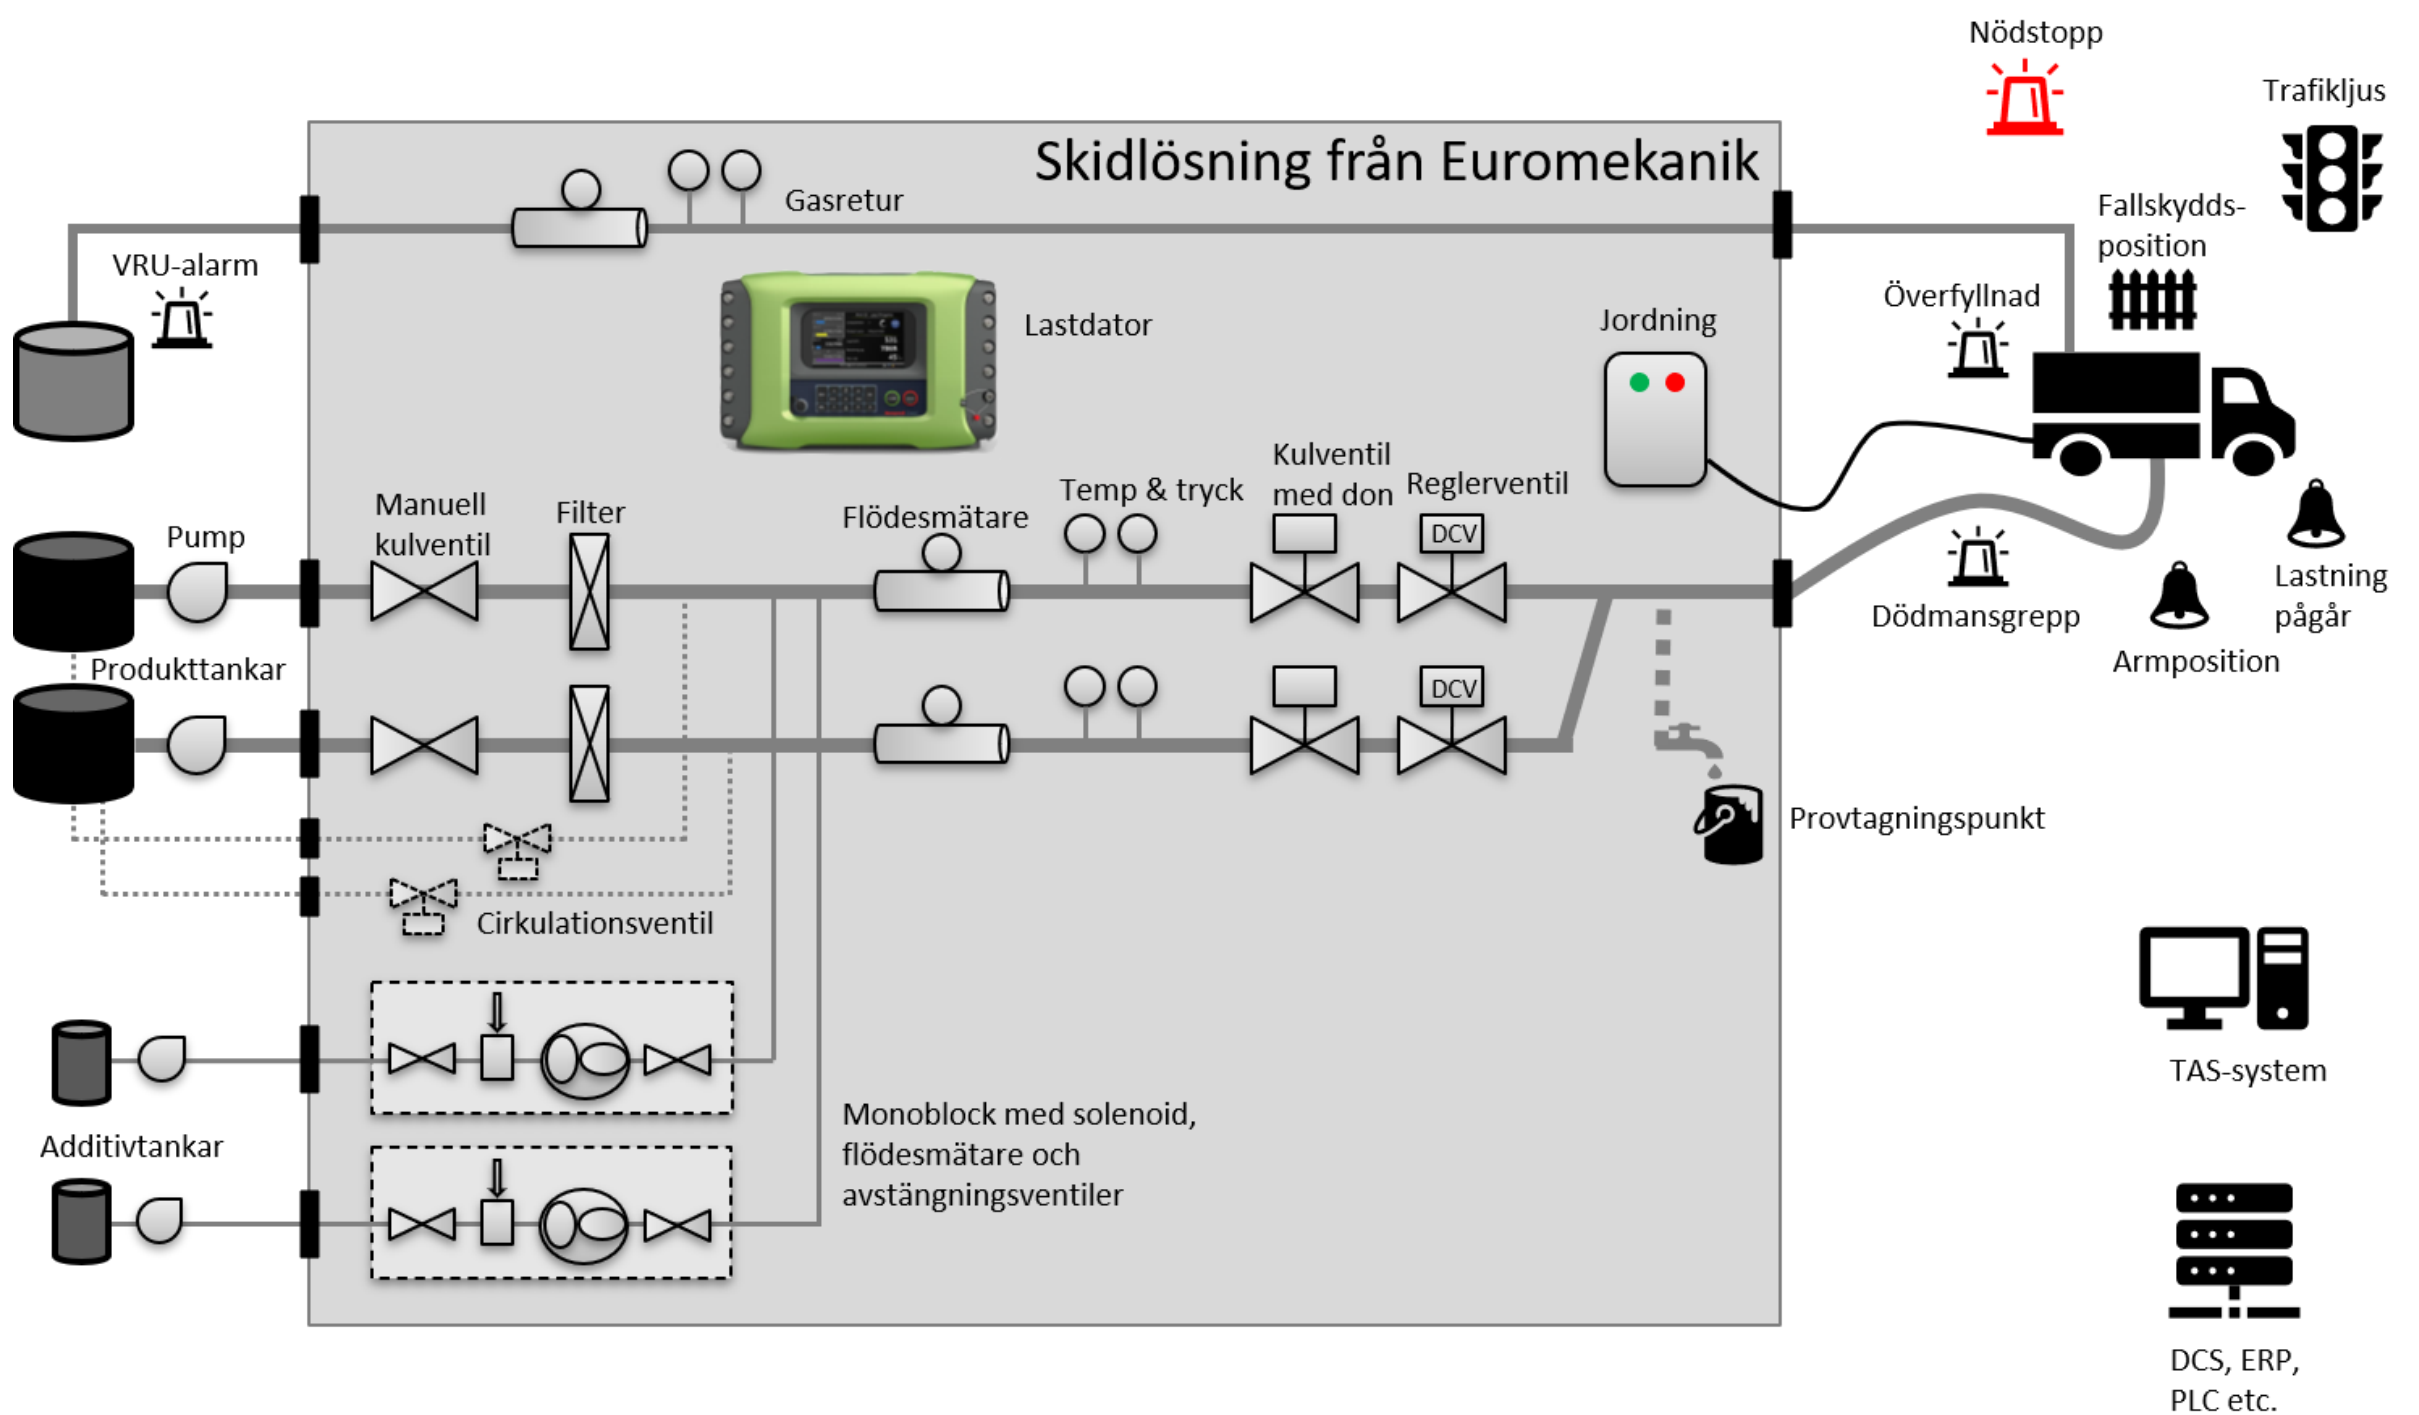 Nödstopp
Trafikljus
Skidlösning från Euromekanik
Gasretur
Fallskydds-
position
VRU-alarm
Överfyllnad
Lastdator
Jordning
Kulventil
med don
Reglerventil
Temp & tryck
Manuell
kulventil
Filter
Flödesmätare
Pump
DCV
Lastning
pågår
Dödmansgrepp
Armposition
Produkttankar
DCV
Provtagningspunkt
Cirkulationsventil
TAS-system
Monoblock med solenoid,
flödesmätare och
avstängningsventiler
Additivtankar
DCS, ERP,
PLC etc.